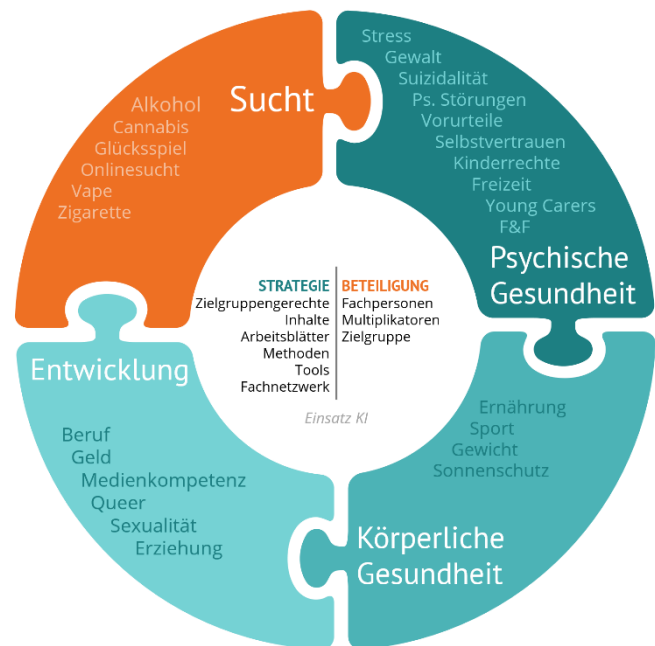 Sucht
Alkohol
Cannabis
Glücksspiel
Onlinesucht
Vape
Zigarette
Stress
Gewalt
Suizidalität
Ps. Störungen
Vorurteile
Selbstvertrauen
Kinderrechte
Freizeit
Young Carers
F&F
Psychische
Gesundheit
STRATEGIE
Zielgruppengerechte
Inhalte
Arbeitsblätter
Methoden
Tools
Fachnetzwerk
BETEILIGUNG
Fachpersonen
Multiplikatoren
Zielgruppe
Einsatz KI
Entwicklung
Beruf
Geld
Medienkompetenz
Queer
Sexualität
Erziehung
Ernährung
Sport
Gewicht
Sonnenschutz
Körperliche
Gesundheit